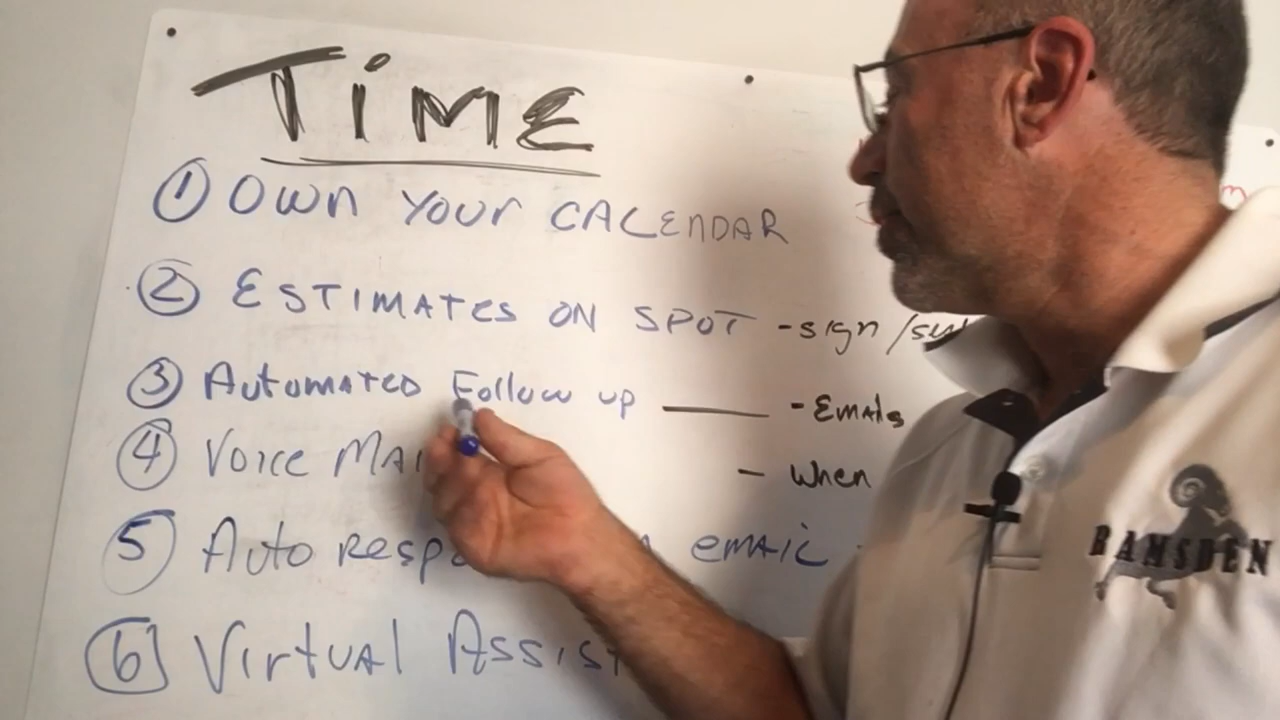 TIME
1 OWN YOUR CALENDAR
2 ESTIMATES ON SPOT - sign /
3 Automated Follow up — - Emails
4 Voice — When
5 Auto email
6 Virtual
RAMSDEN